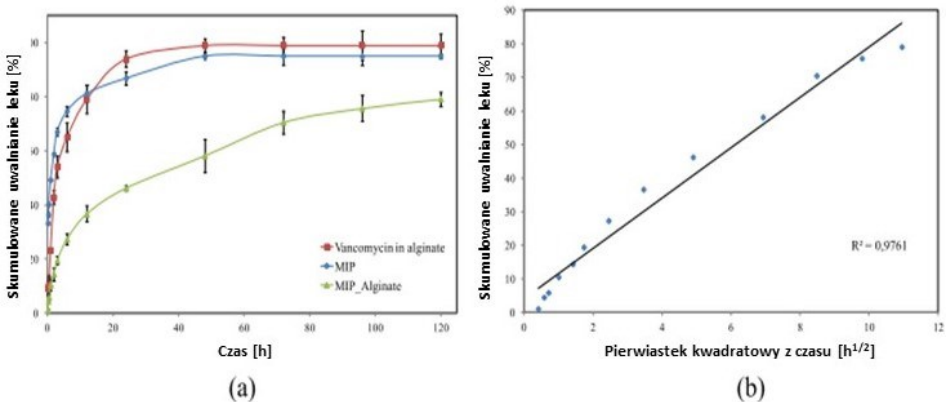 Skumulowane uwalnianie leku [%]
20
0
Vancomycin in alginate
MIP
MIP_Alginate
0 20 40 60 80 100 120
Czas [h]
(a)
Skumulowane uwalnianie leku [%]
90
80
70
60
50
40
30
20
10
0
R² = 0,9761
0 2 4 6 8 10 12
Pierwiastek kwadratowy z czasu [h^1/2]
(b)